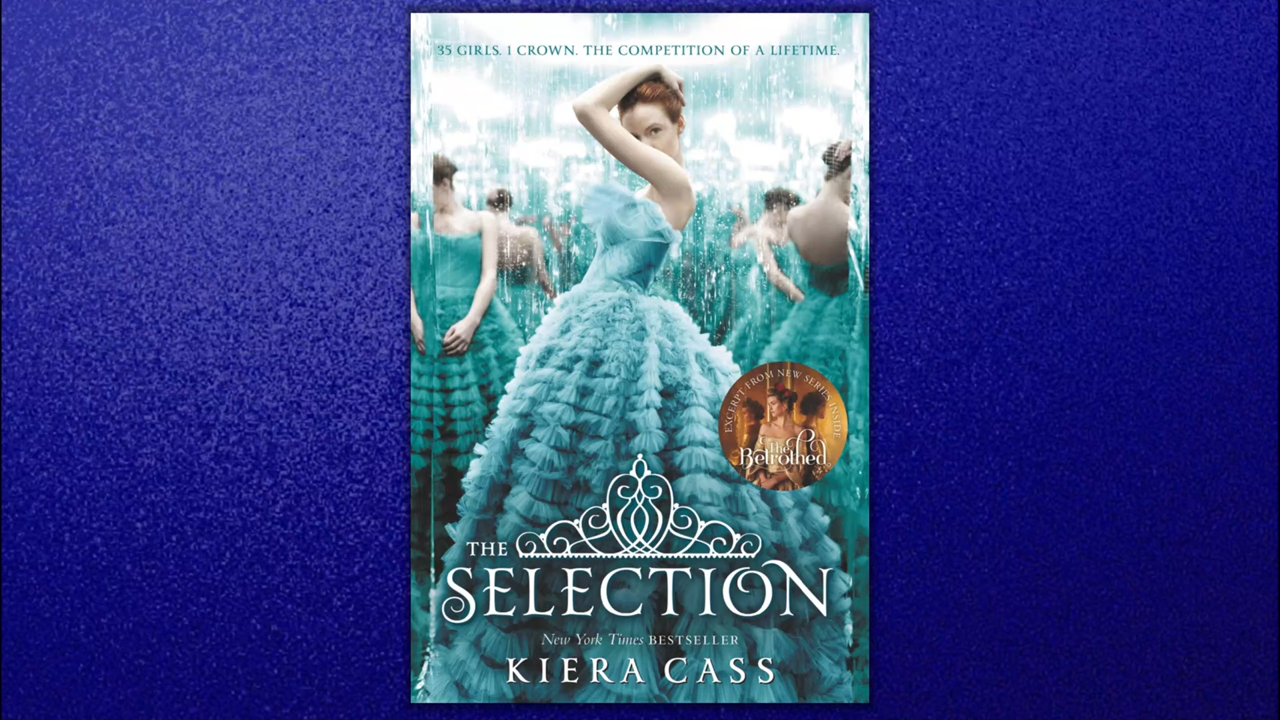 35 GIRLS. 1 CROWN. THE COMPETITION OF A LIFETIME.
EXCERPT FROM NEW SERIES INSIDE
The
Betrothed
THE
SELECTION
New York Times BESTSELLER
KIERA CASS